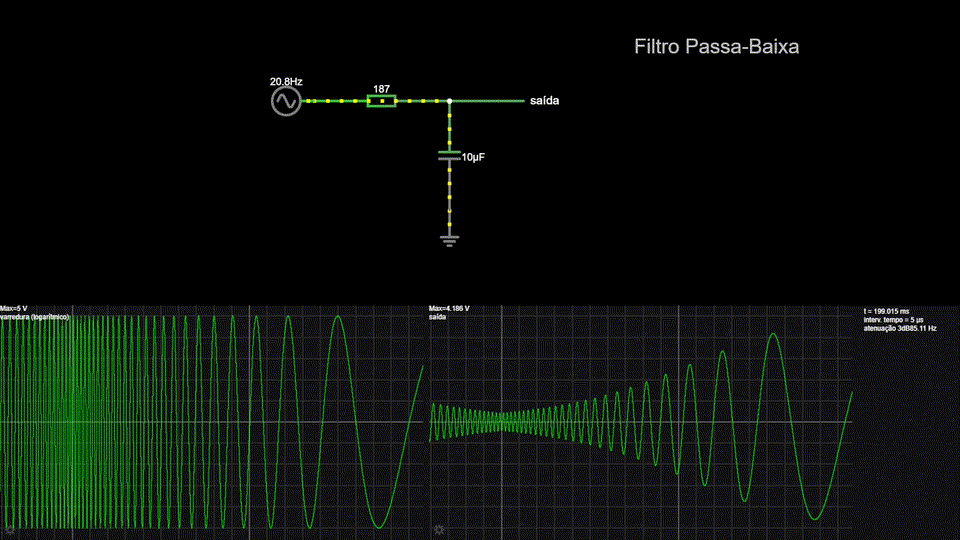 Filtro Passa-Baixa
20.8Hz
187
saída
10µF
Max=5 V
varredura (logarítmico)
Max=4.186 V
saída
t = 199.015 ms
interv. tempo = 5 µs
atenuação 3dB85.11 Hz